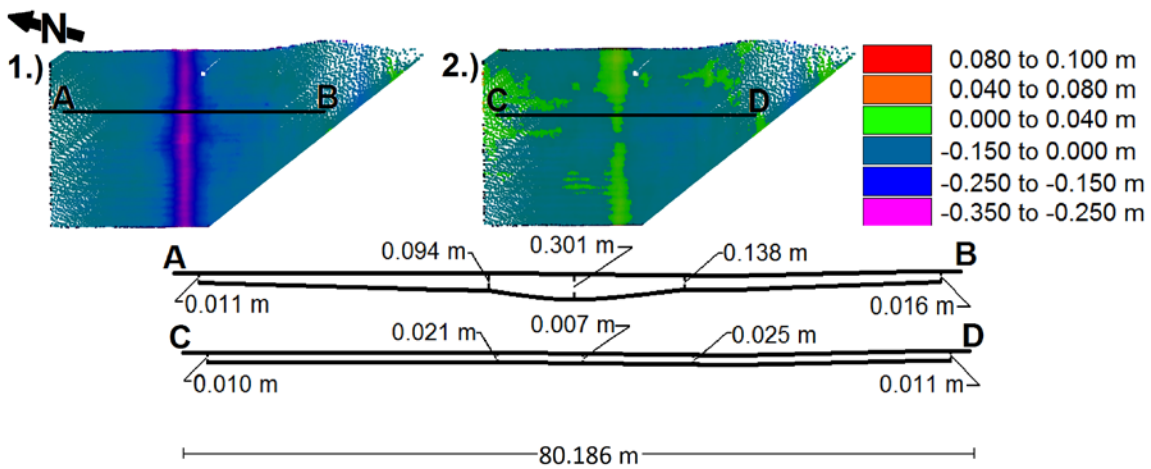 N
1.)
2.)
A
B
C
D
0.080 to 0.100 m
0.040 to 0.080 m
0.000 to 0.040 m
-0.150 to 0.000 m
-0.250 to -0.150 m
-0.350 to -0.250 m
A
0.094 m
0.301 m
0.138 m
B
0.011 m
0.016 m
C
0.021 m
0.007 m
0.025 m
D
0.010 m
0.011 m
80.186 m